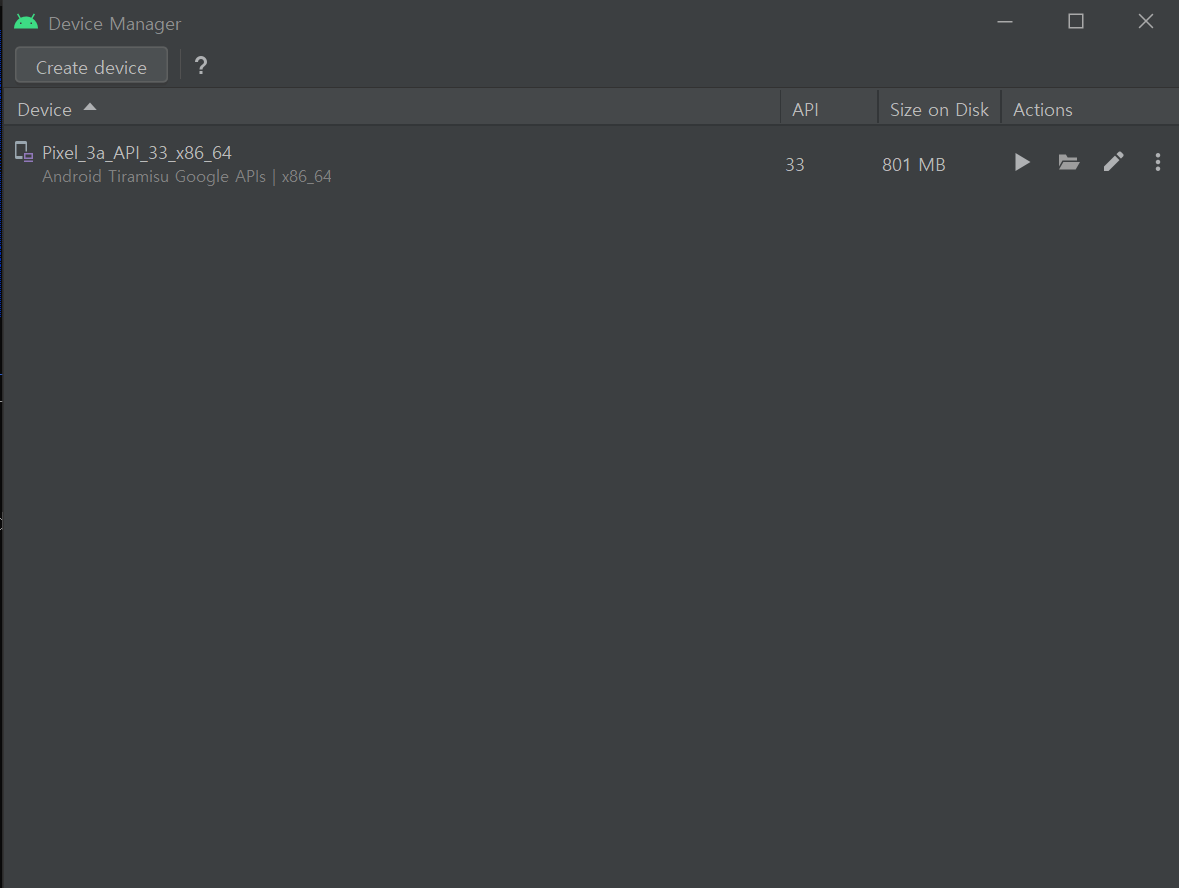 Device Manager
Create device ?
Device API Size on Disk Actions
Pixel_3a_API_33_x86_64
Android Tiramisu Google APIs | x86_64
33 801 MB